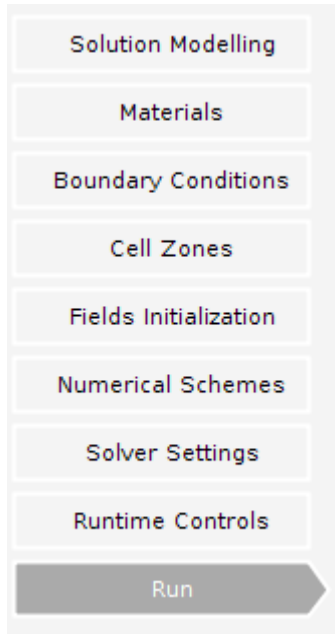 Solution Modelling
Materials
Boundary Conditions
Cell Zones
Fields Initialization
Numerical Schemes
Solver Settings
Runtime Controls
Run